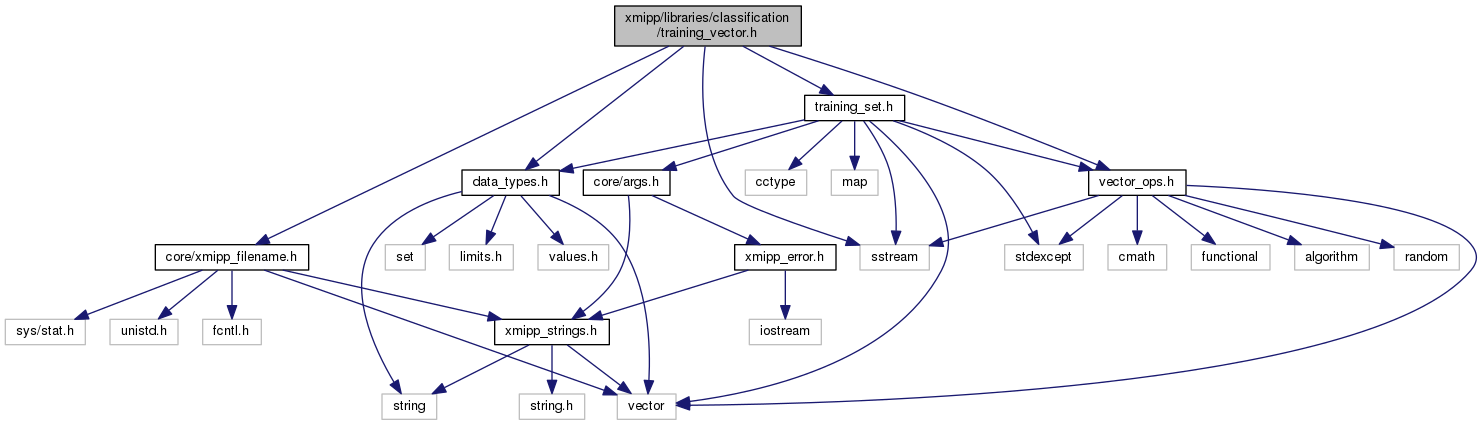 xmipp/libraries/classification
/training_vector.h
training_set.h
data_types.h
core/args.h
cctype
map
vector_ops.h
core/xmipp_filename.h
set
limits.h
values.h
xmipp_error.h
sstream
stdexcept
cmath
functional
algorithm
random
sys/stat.h
unistd.h
fcntl.h
xmipp_strings.h
iostream
string
string.h
vector